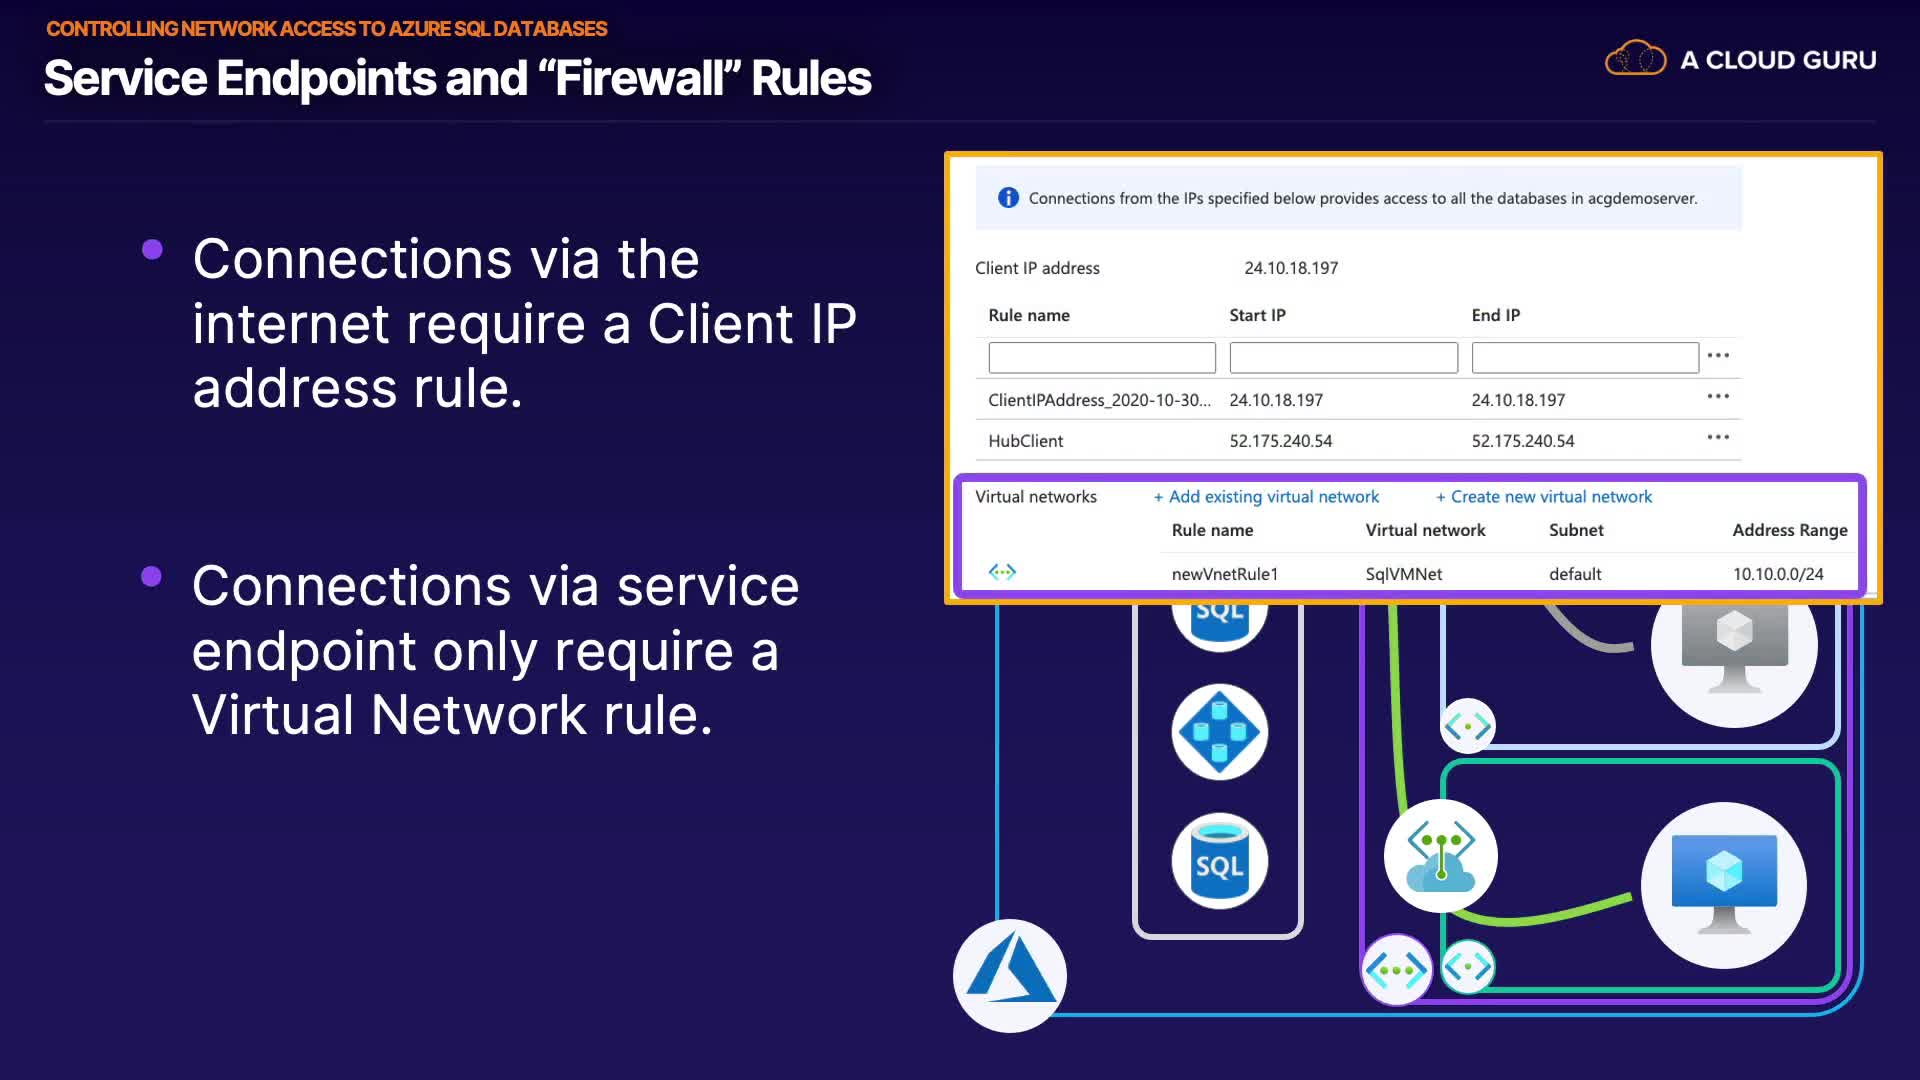 CONTROLLING NETWORK ACCESS TO AZURE SQL DATABASES
Service Endpoints and “Firewall” Rules
A CLOUD GURU
Connections via the
internet require a Client IP
address rule.
Connections via service
endpoint only require a
Virtual Network rule.
Connections from the IPs specified below provides access to all the databases in acgdemoserver.
Client IP address 24.10.18.197
Rule name Start IP End IP
ClientIPAddress_2020-10-30... 24.10.18.197 24.10.18.197
HubClient 52.175.240.54 52.175.240.54
Virtual networks + Add existing virtual network + Create new virtual network
Rule name Virtual network Subnet Address Range
newVnetRule1 SqlVMNet default 10.10.0.0/24
SQL
SQL